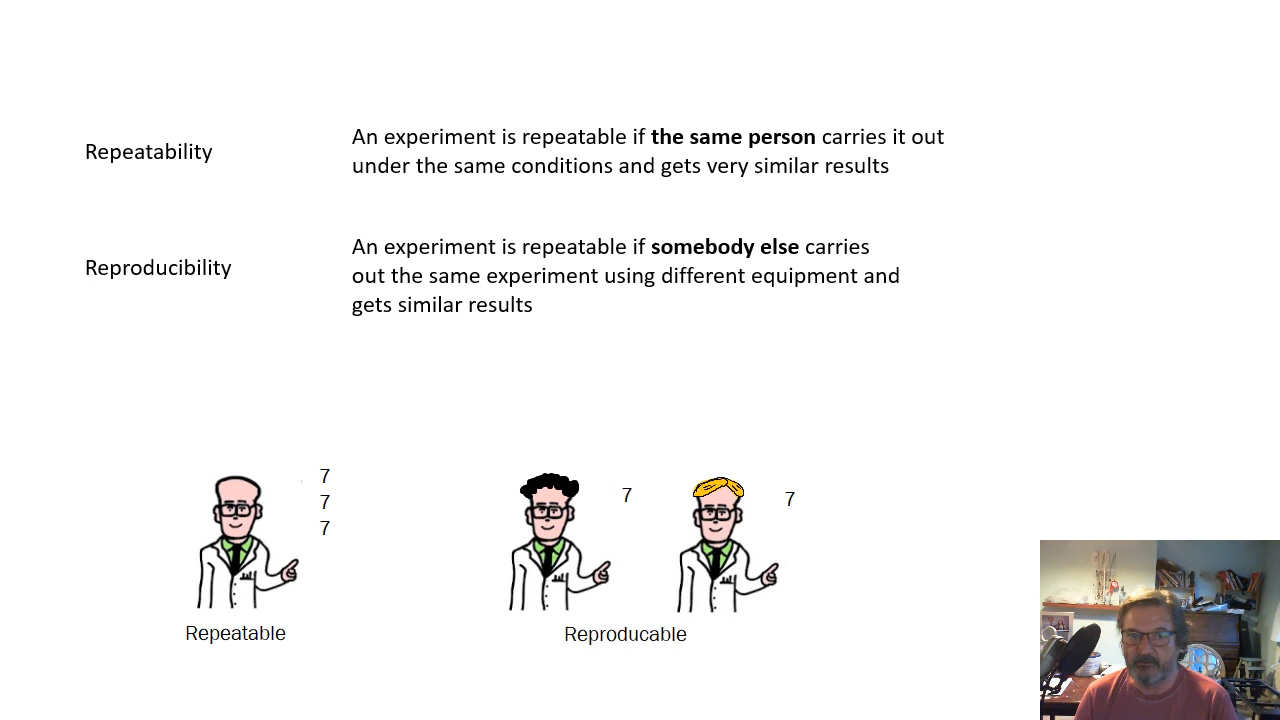 Repeatability
An experiment is repeatable if the same person carries it out
under the same conditions and gets very similar results
Reproducibility
An experiment is repeatable if somebody else carries
out the same experiment using different equipment and
gets similar results
7
7
7
7
7
Repeatable
Reproducable